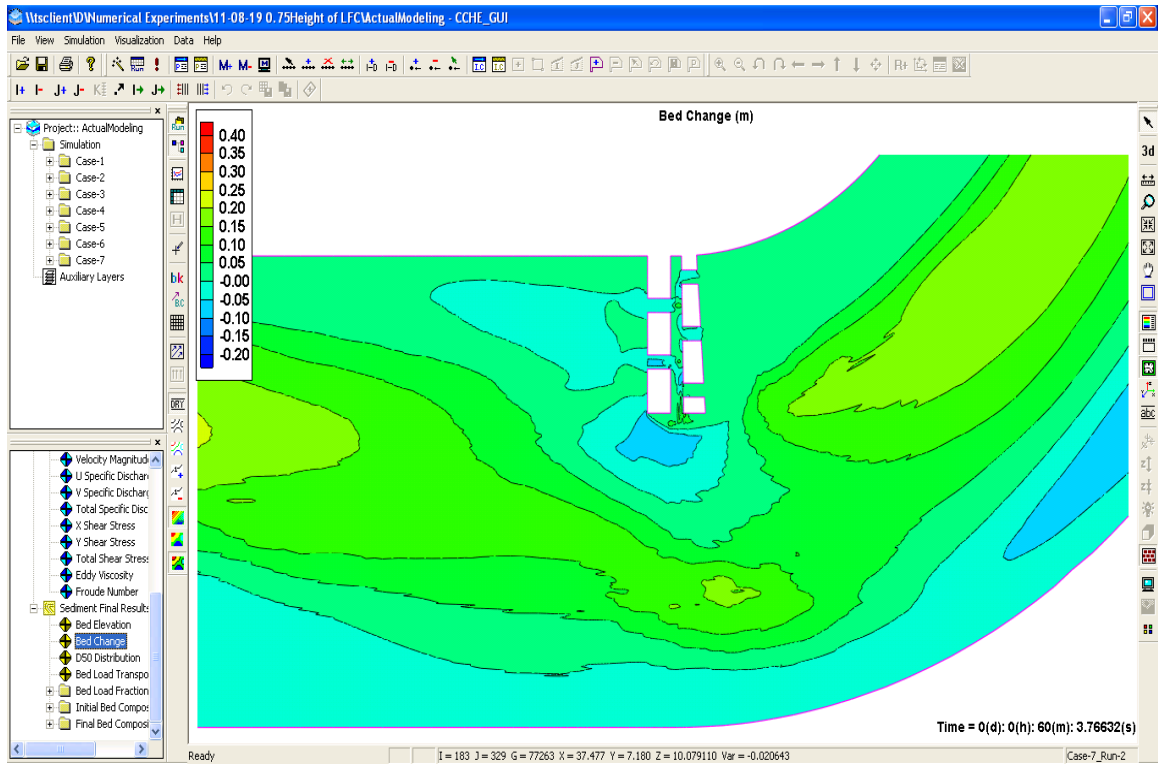 \\tsclient\D\Numerical Experiments\11-08-19 0.75Height of LFC\ActualModeling - CCHE_GUI
File View Simulation Visualization Data Help
Run
M+ M- M
I.C
R+
I+ I- J+ J- I+ J+
Project:: ActualModeling
Simulation
Case-1
Case-2
Case-3
Case-4
Case-5
Case-6
Case-7
Auxiliary Layers
Run
H
bk
B.C
DRY
Bed Change (m)
0.40
0.35
0.30
0.25
0.20
0.15
0.10
0.05
-0.00
-0.05
-0.10
-0.15
-0.20
3d
abc
Velocity Magnitud
U Specific Dischar
V Specific Discharg
Total Specific Disc
X Shear Stress
Y Shear Stress
Total Shear Stress
Eddy Viscosity
Froude Number
Sediment Final Results
Bed Elevation
Bed Change
D50 Distribution
Bed Load Transpo
Bed Load Fraction
Initial Bed Compos
Final Bed Composi
Time = 0(d): 0(h): 60(m): 3.76632(s)
Ready
I = 183 J = 329 G = 77263 X = 37.477 Y = 7.180 Z = 10.079110 Var = -0.020643
Case-7_Run-2